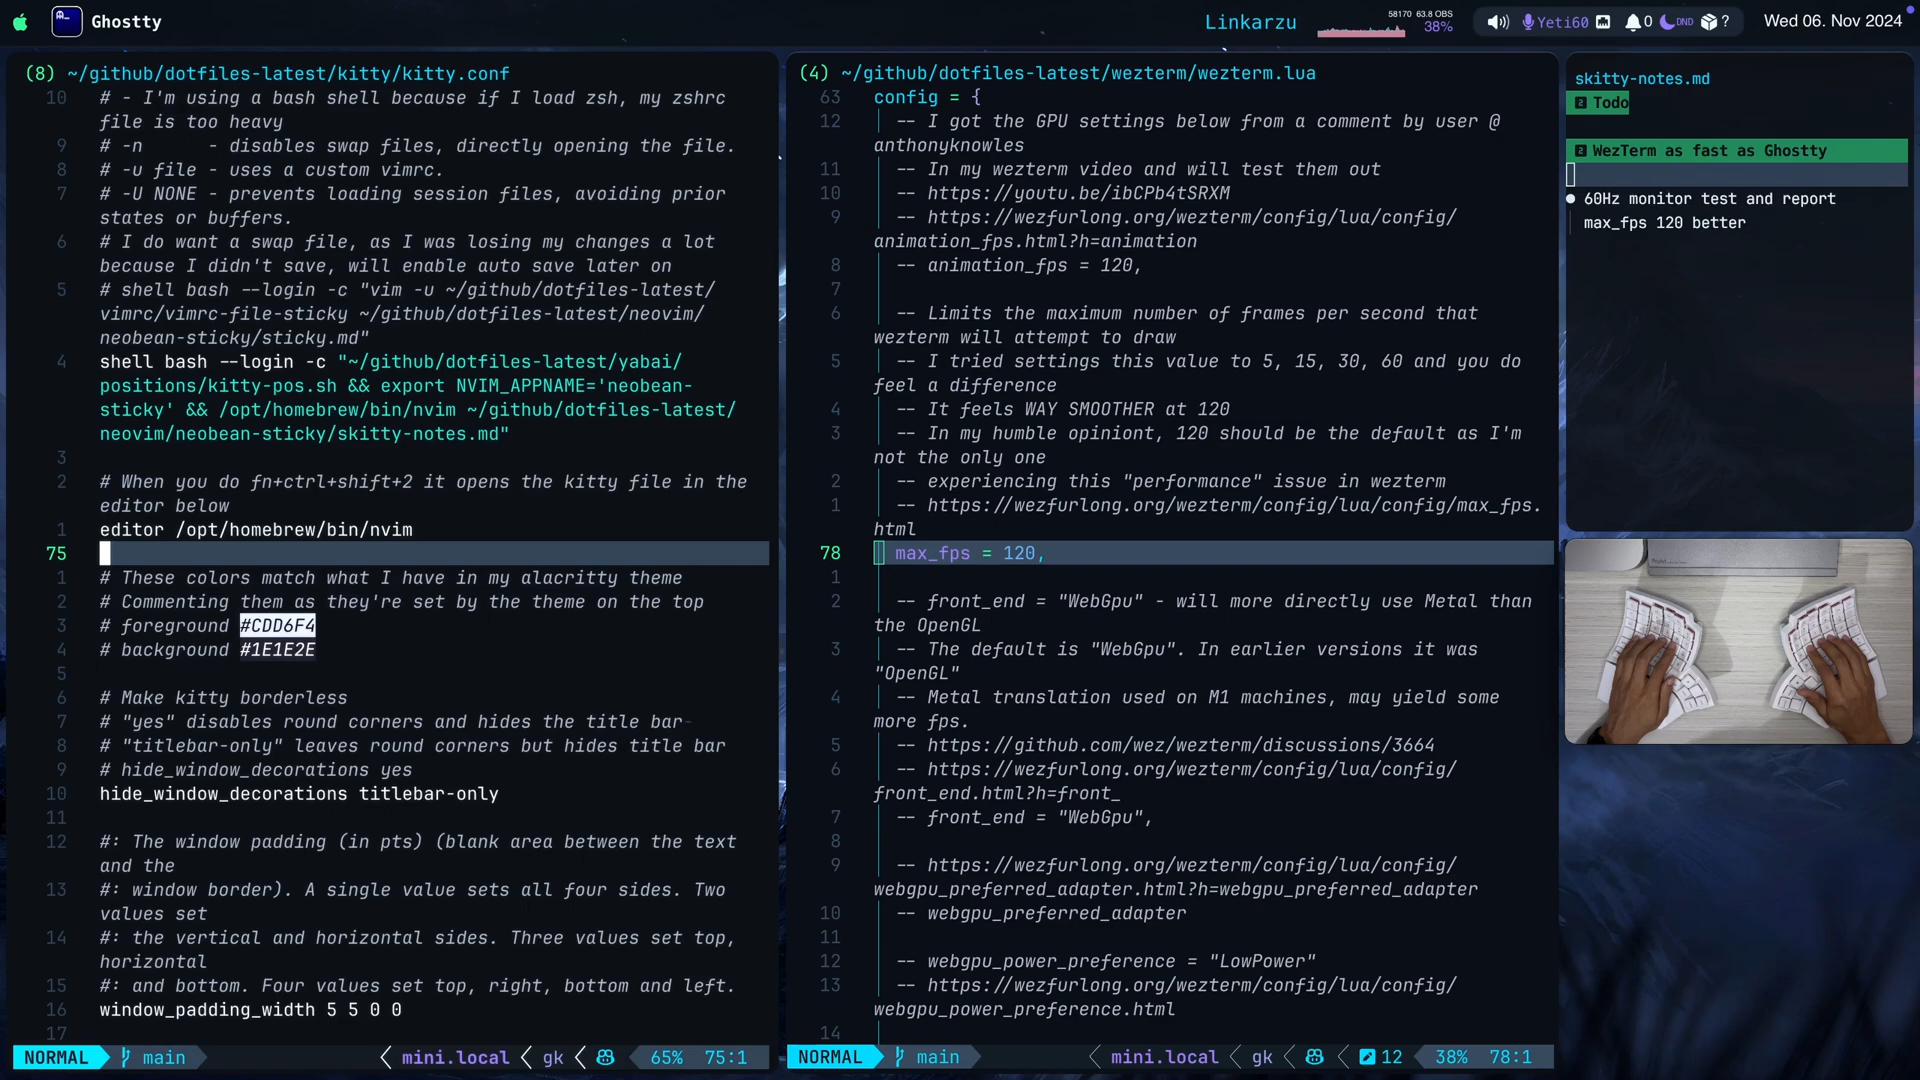 Ghostty
Linkarzu
58170 63.8 OBS
38%
Yeti60
0
DND
?
Wed 06. Nov 2024
(8) ~/github/dotfiles-latest/kitty/kitty.conf
10 # - I'm using a bash shell because if I load zsh, my zshrc
file is too heavy
9 # -n      - disables swap files, directly opening the file.
8 # -u file - uses a custom vimrc.
7 # -U NONE - prevents loading session files, avoiding prior
states or buffers.
6 # I do want a swap file, as I was losing my changes a lot
because I didn't save, will enable auto save later on
5 # shell bash --login -c "vim -u ~/github/dotfiles-latest/
vimrc/vimrc-file-sticky ~/github/dotfiles-latest/neovim/
neobean-sticky/sticky.md"
4 shell bash --login -c "~/github/dotfiles-latest/yabai/
positions/kitty-pos.sh && export NVIM_APPNAME='neobean-
sticky' && /opt/homebrew/bin/nvim ~/github/dotfiles-latest/
neovim/neobean-sticky/skitty-notes.md"
3
2 # When you do fn+ctrl+shift+2 it opens the kitty file in the
editor below
1 editor /opt/homebrew/bin/nvim
75
1 # These colors match what I have in my alacritty theme
2 # Commenting them as they're set by the theme on the top
3 # foreground #CDD6F4
4 # background #1E1E2E
5
6 # Make kitty borderless
7 # "yes" disables round corners and hides the title bar
8 # "titlebar-only" leaves round corners but hides title bar
9 # hide_window_decorations yes
10 hide_window_decorations titlebar-only
11
12 #: The window padding (in pts) (blank area between the text
and the
13 #: window border). A single value sets all four sides. Two
values set
14 #: the vertical and horizontal sides. Three values set top,
horizontal
15 #: and bottom. Four values set top, right, bottom and left.
16 window_padding_width 5 5 0 0
17
NORMAL main mini.local gk 65% 75:1
(4) ~/github/dotfiles-latest/wezterm/wezterm.lua
63 config = {
12 -- I got the GPU settings below from a comment by user @
anthonyknowles
11 -- In my wezterm video and will test them out
10 -- https://youtu.be/ibCPb4tSRXM
9 -- https://wezfurlong.org/wezterm/config/lua/config/
animation_fps.html?h=animation
8 -- animation_fps = 120,
7
6 -- Limits the maximum number of frames per second that
wezterm will attempt to draw
5 -- I tried settings this value to 5, 15, 30, 60 and you do
feel a difference
4 -- It feels WAY SMOOTHER at 120
3 -- In my humble opiniont, 120 should be the default as I'm
not the only one
2 -- experiencing this "performance" issue in wezterm
1 -- https://wezfurlong.org/wezterm/config/lua/config/max_fps.
html
78 max_fps = 120,
1
2 -- front_end = "WebGpu" - will more directly use Metal than
the OpenGL
3 -- The default is "WebGpu". In earlier versions it was
"OpenGL"
4 -- Metal translation used on M1 machines, may yield some
more fps.
5 -- https://github.com/wez/wezterm/discussions/3664
6 -- https://wezfurlong.org/wezterm/config/lua/config/
front_end.html?h=front_
7 -- front_end = "WebGpu",
8
9 -- https://wezfurlong.org/wezterm/config/lua/config/
webgpu_preferred_adapter.html?h=webgpu_preferred_adapter
10 -- webgpu_preferred_adapter
11
12 -- webgpu_power_preference = "LowPower"
13 -- https://wezfurlong.org/wezterm/config/lua/config/
webgpu_power_preference.html
14
NORMAL main mini.local gk 12 38% 78:1
skitty-notes.md
2 Todo
2 WezTerm as fast as Ghostty
60Hz monitor test and report
max_fps 120 better